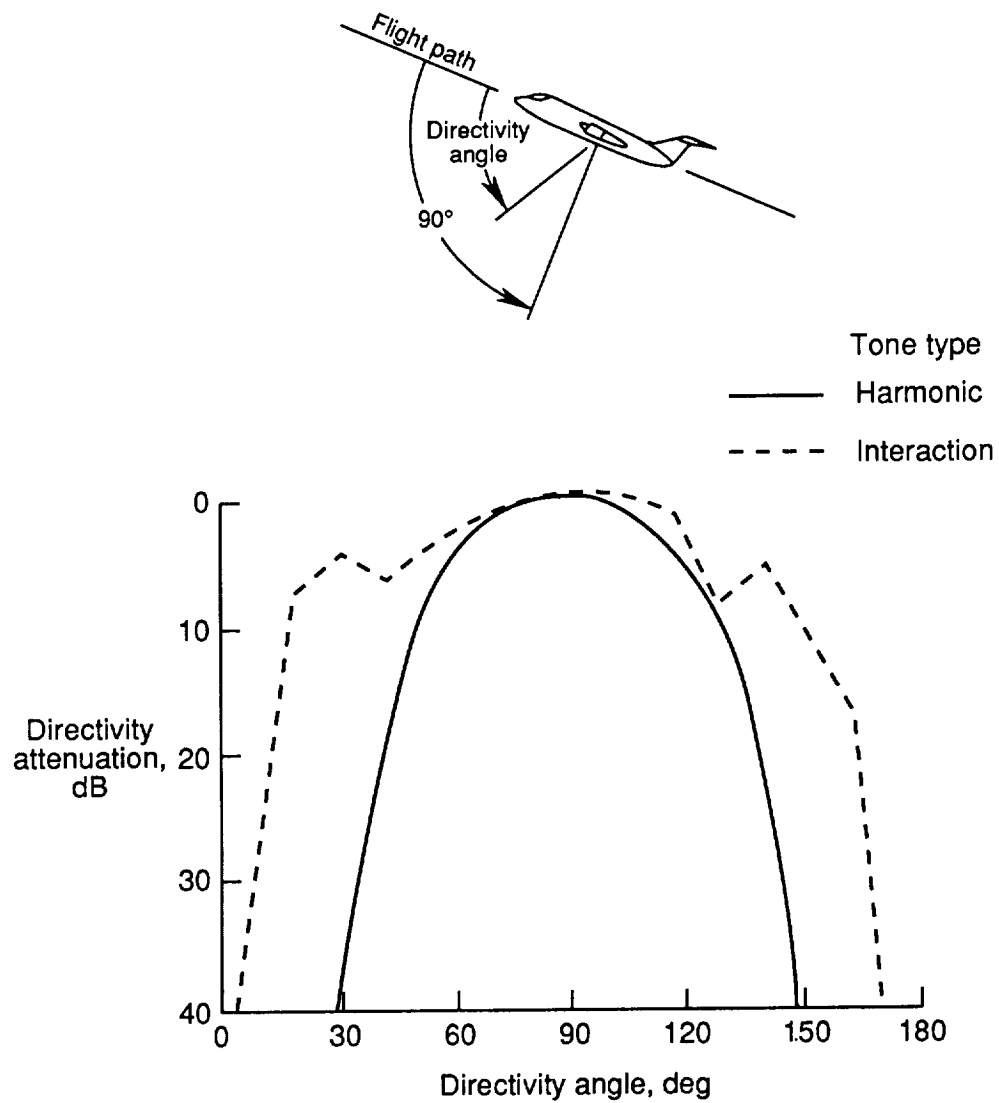 Flight path
Directivity
angle
90°
Tone type
Harmonic
Interaction
0
10
20
30
40
Directivity
attenuation,
dB
0 30 60 90 120 150 180
Directivity angle, deg